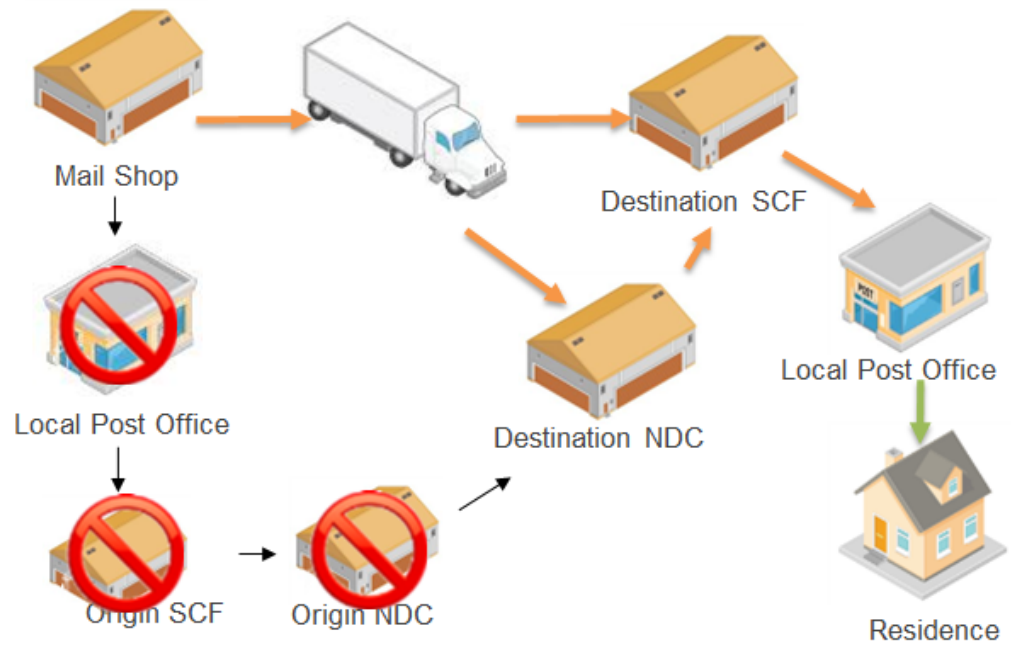 Mail Shop
Destination SCF
POST
Local Post Office
Local Post Office
Destination NDC
Origin SCF
Origin NDC
Residence